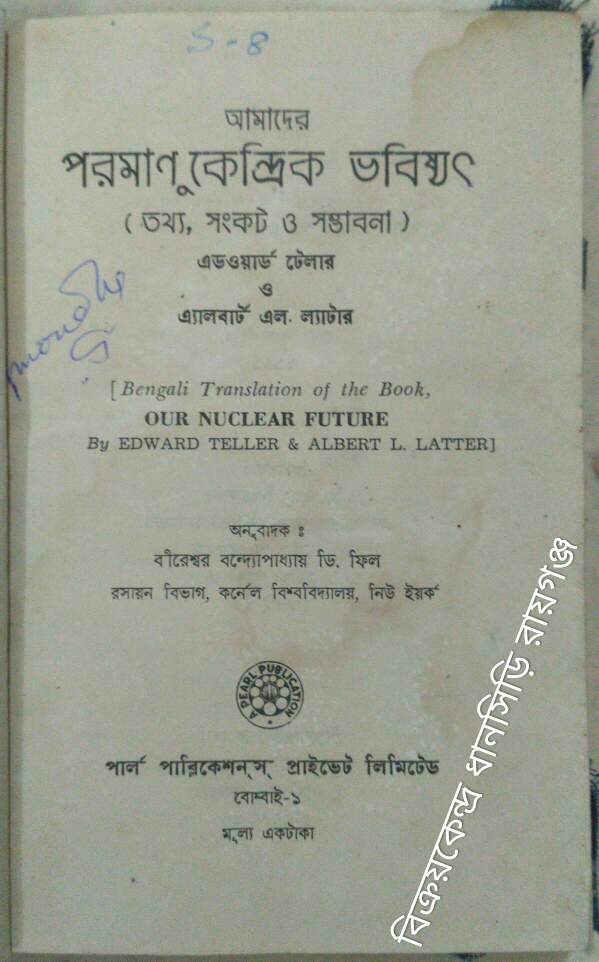 S-8
আমাদের
পরমাণুকেন্দ্রিক ভবিষ্যৎ
( তথ্য, সংকট ও সম্ভাবনা )
এডওয়ার্ড টেলার
ও
এ্যালবার্ট এল. ল্যাটার
[ Bengali Translation of the Book,
OUR NUCLEAR FUTURE
By EDWARD TELLER & ALBERT L. LATTER]
অনুবাদক :
বীরেশ্বর বন্দ্যোপাধ্যায় ডি. ফিল
রসায়ন বিভাগ, কর্নেল বিশ্ববিদ্যালয়, নিউ ইয়র্ক
A PEARL PUBLICATION
পার্ল পাব্লিকেশন্‌স্ প্রাইভেট লিমিটেড
বোম্বাই-১
মূল্য একটাকা
বিক্রয়কেন্দ্র ধানসিড়ি রায়গঞ্জ